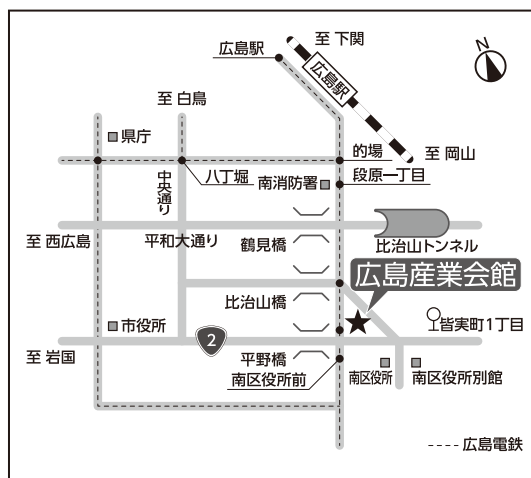 広島駅
至 下関
N
広島駅
至 白島
県庁
的場
至 岡山
八丁堀
南消防署
段原一丁目
中央通り
至 西広島
平和大通り
鶴見橋
比治山トンネル
広島産業会館
比治山橋
市役所
2
皆実町1丁目
至 岩国
平野橋
南区役所
南区役所別館
南区役所前
広島電鉄